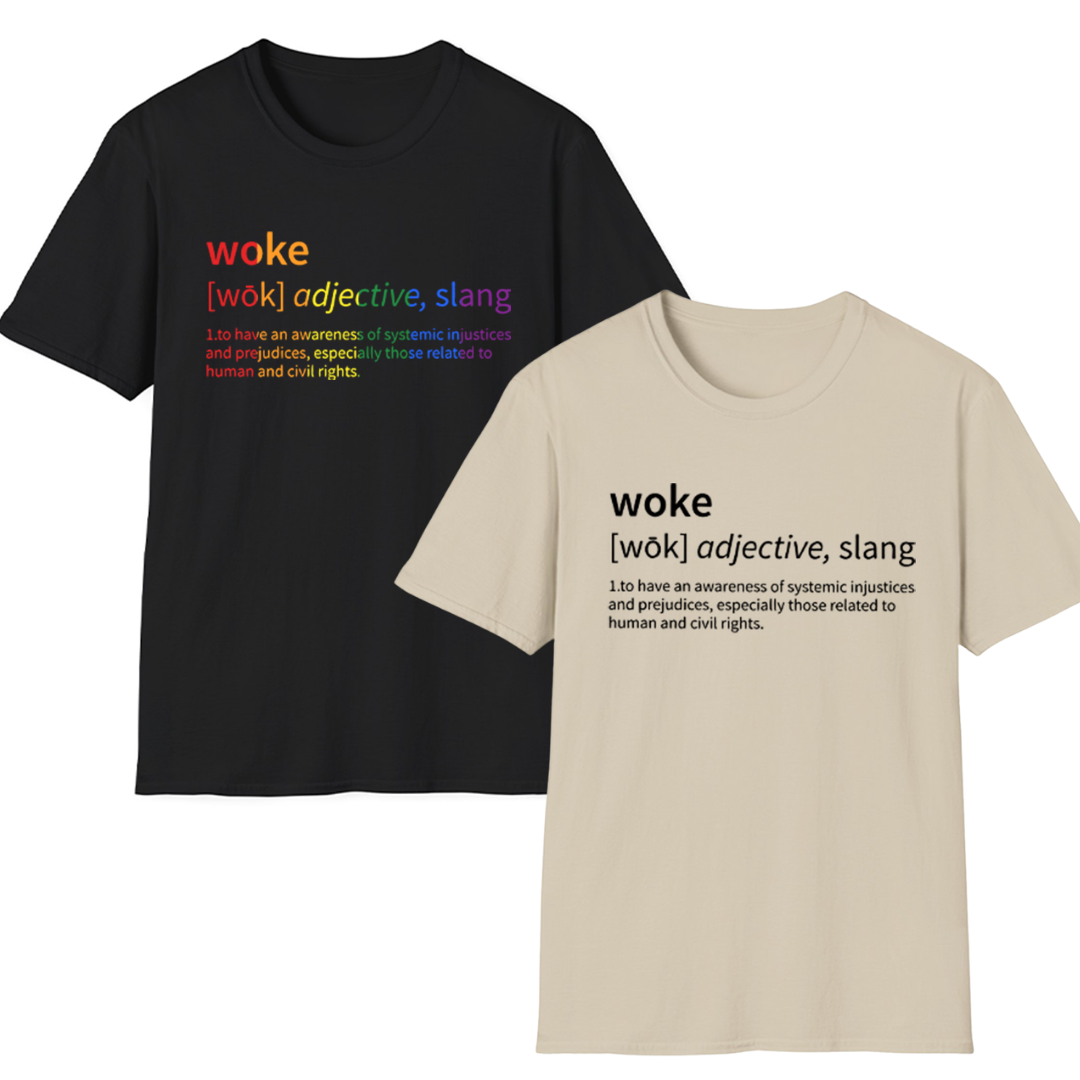 woke
[wōk] adjective, slang
1.to have an awareness of systemic injustices
and prejudices, especially those related to
human and civil rights.
woke
[wōk] adjective, slang
1.to have an awareness of systemic injustices
and prejudices, especially those related to
human and civil rights.